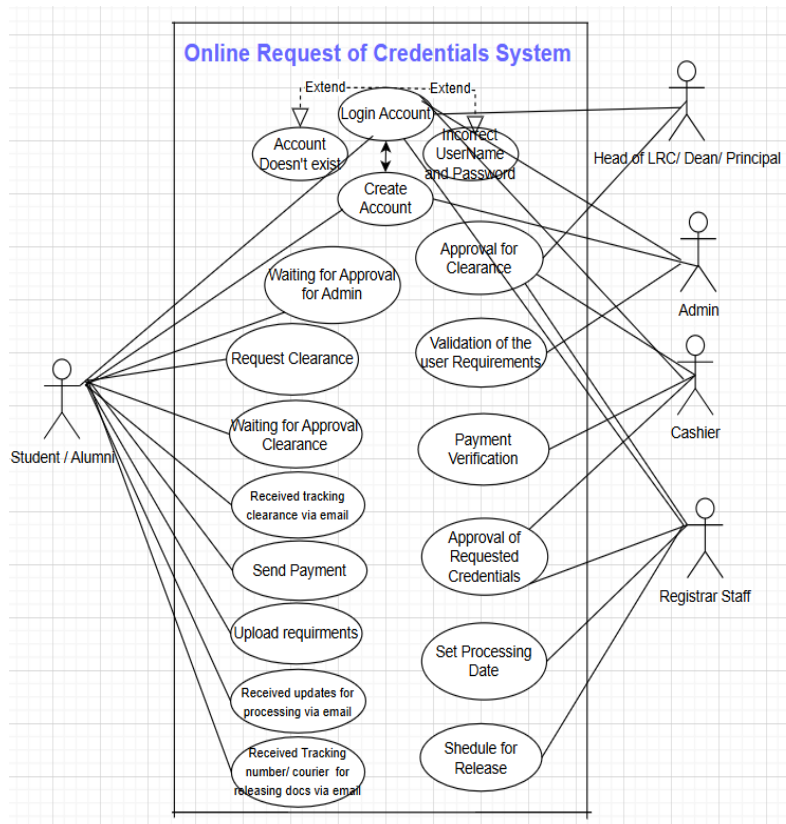 Online Request of Credentials System
Extend
Extend
Login Account
Account
Doesn't exist
Incorrect
UserName
and Password
Head of LRC/ Dean/ Principal
Create
Account
Approval for
Clearance
Waiting for Approval
for Admin
Admin
Request Clearance
Validation of the
user Requirements
Waiting for Approval
Clearance
Cashier
Student / Alumni
Payment
Verification
Received tracking
clearance via email
Approval of
Requested
Credentials
Send Payment
Registrar Staff
Upload requirments
Set Processing
Date
Received updates for
processing via email
Received Tracking
number/ courier for
releasing docs via email
Shedule for
Release